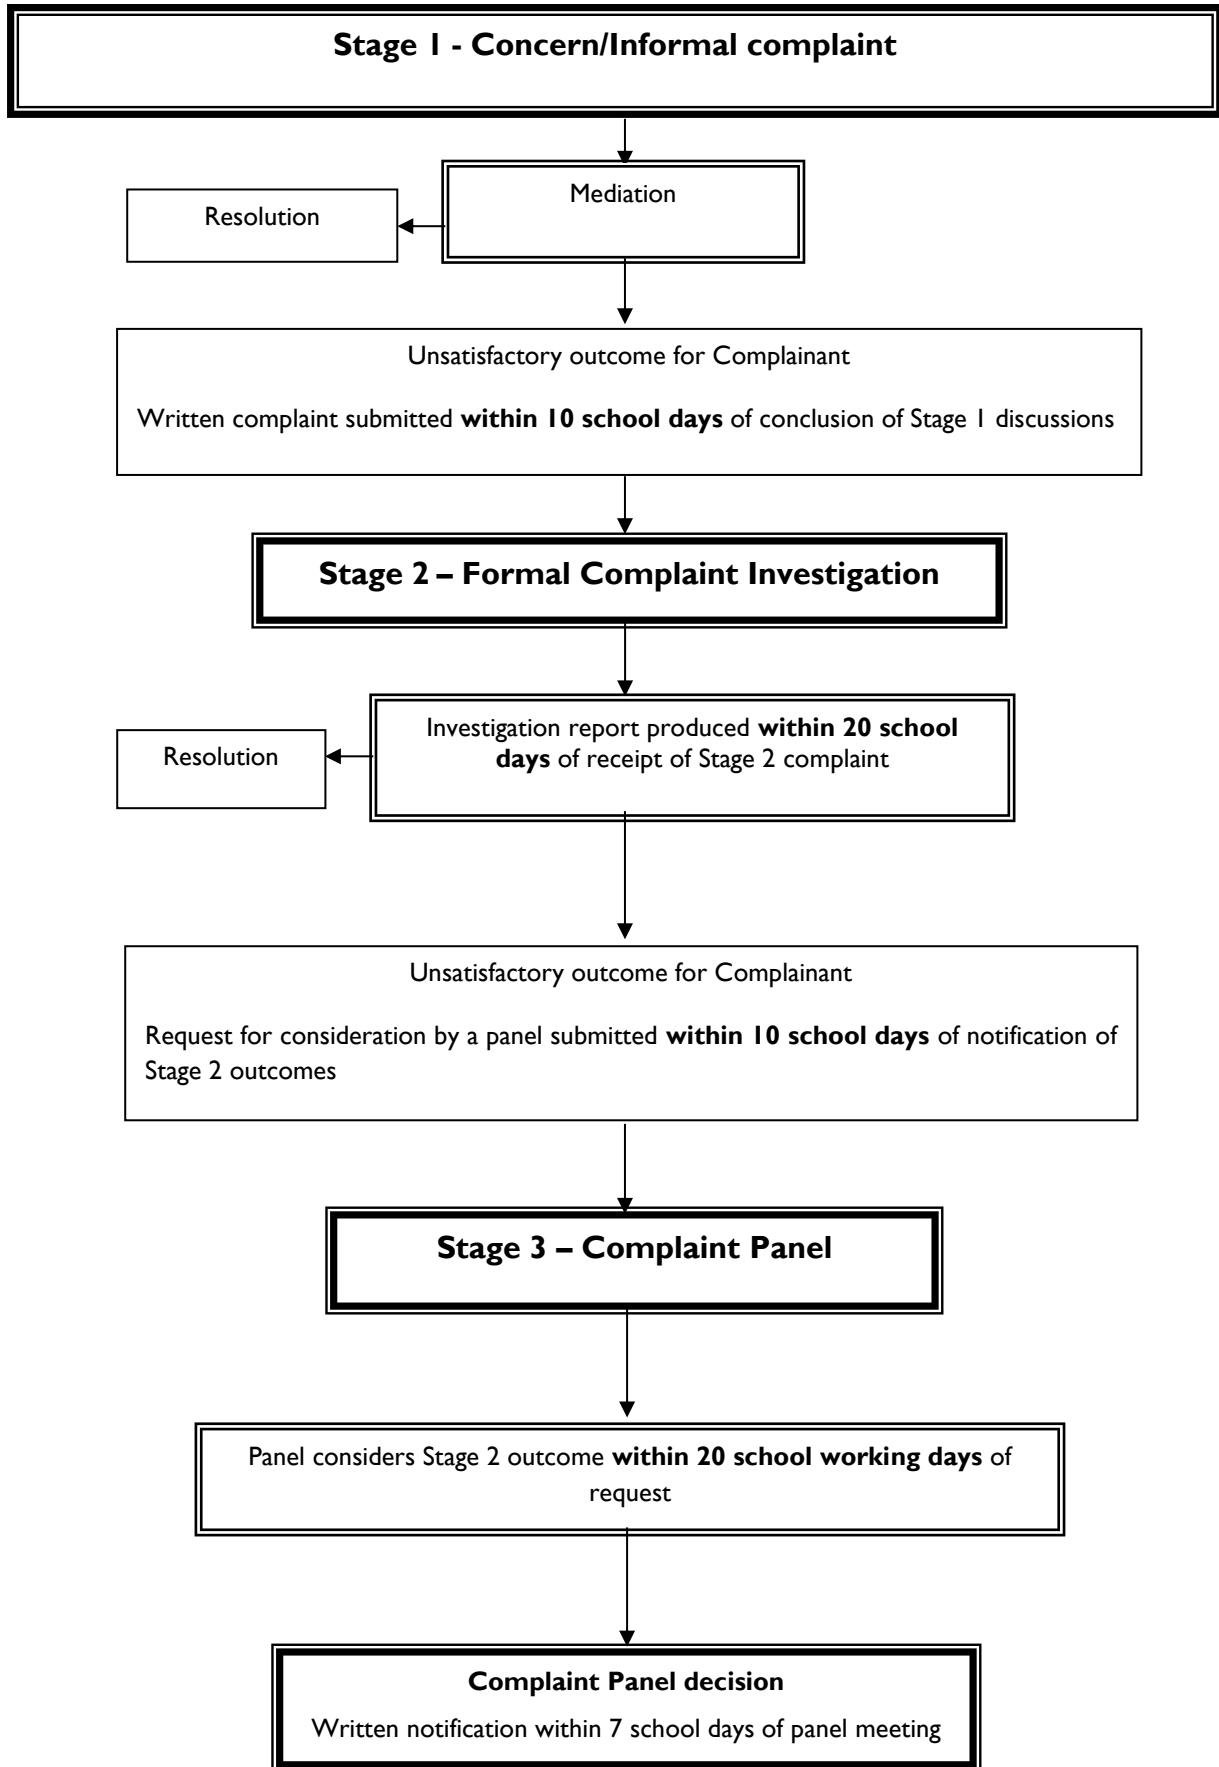 Stage 1 - Concern/Informal complaint
Mediation
Resolution
Unsatisfactory outcome for Complainant
Written complaint submitted within 10 school days of conclusion of Stage 1 discussions
Stage 2 – Formal Complaint Investigation
Investigation report produced within 20 school
days of receipt of Stage 2 complaint
Resolution
Unsatisfactory outcome for Complainant
Request for consideration by a panel submitted within 10 school days of notification of
Stage 2 outcomes
Stage 3 – Complaint Panel
Panel considers Stage 2 outcome within 20 school working days of
request
Complaint Panel decision
Written notification within 7 school days of panel meeting